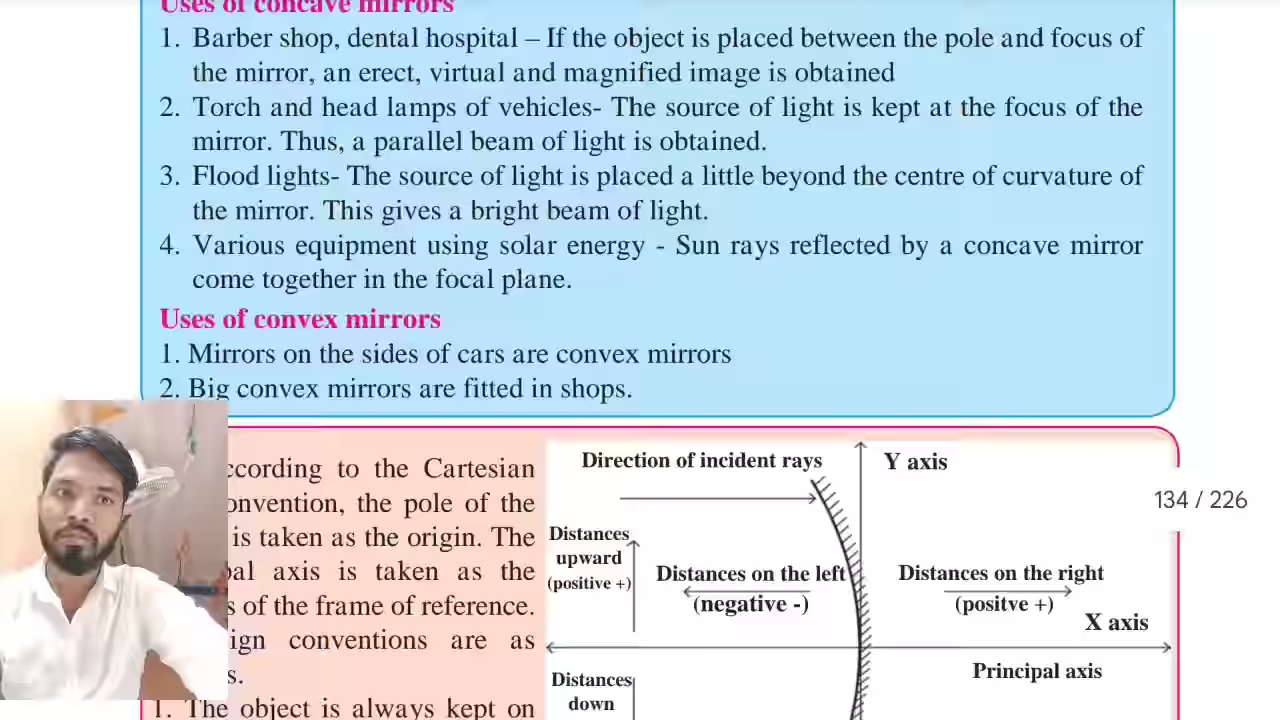 Uses of concave mirrors
1. Barber shop, dental hospital – If the object is placed between the pole and focus of
the mirror, an erect, virtual and magnified image is obtained
2. Torch and head lamps of vehicles- The source of light is kept at the focus of the
mirror. Thus, a parallel beam of light is obtained.
3. Flood lights- The source of light is placed a little beyond the centre of curvature of
the mirror. This gives a bright beam of light.
4. Various equipment using solar energy - Sun rays reflected by a concave mirror
come together in the focal plane.
Uses of convex mirrors
1. Mirrors on the sides of cars are convex mirrors
2. Big convex mirrors are fitted in shops.
ccording to the Cartesian
onvention, the pole of the
is taken as the origin. The
pal axis is taken as the
s of the frame of reference.
ign conventions are as
s.
1. The object is always kept on
Direction of incident rays
Y axis
Distances
upward
(positive +)
Distances on the left
(negative -)
Distances on the right
(positve +)
X axis
Principal axis
Distances
down
134 / 226